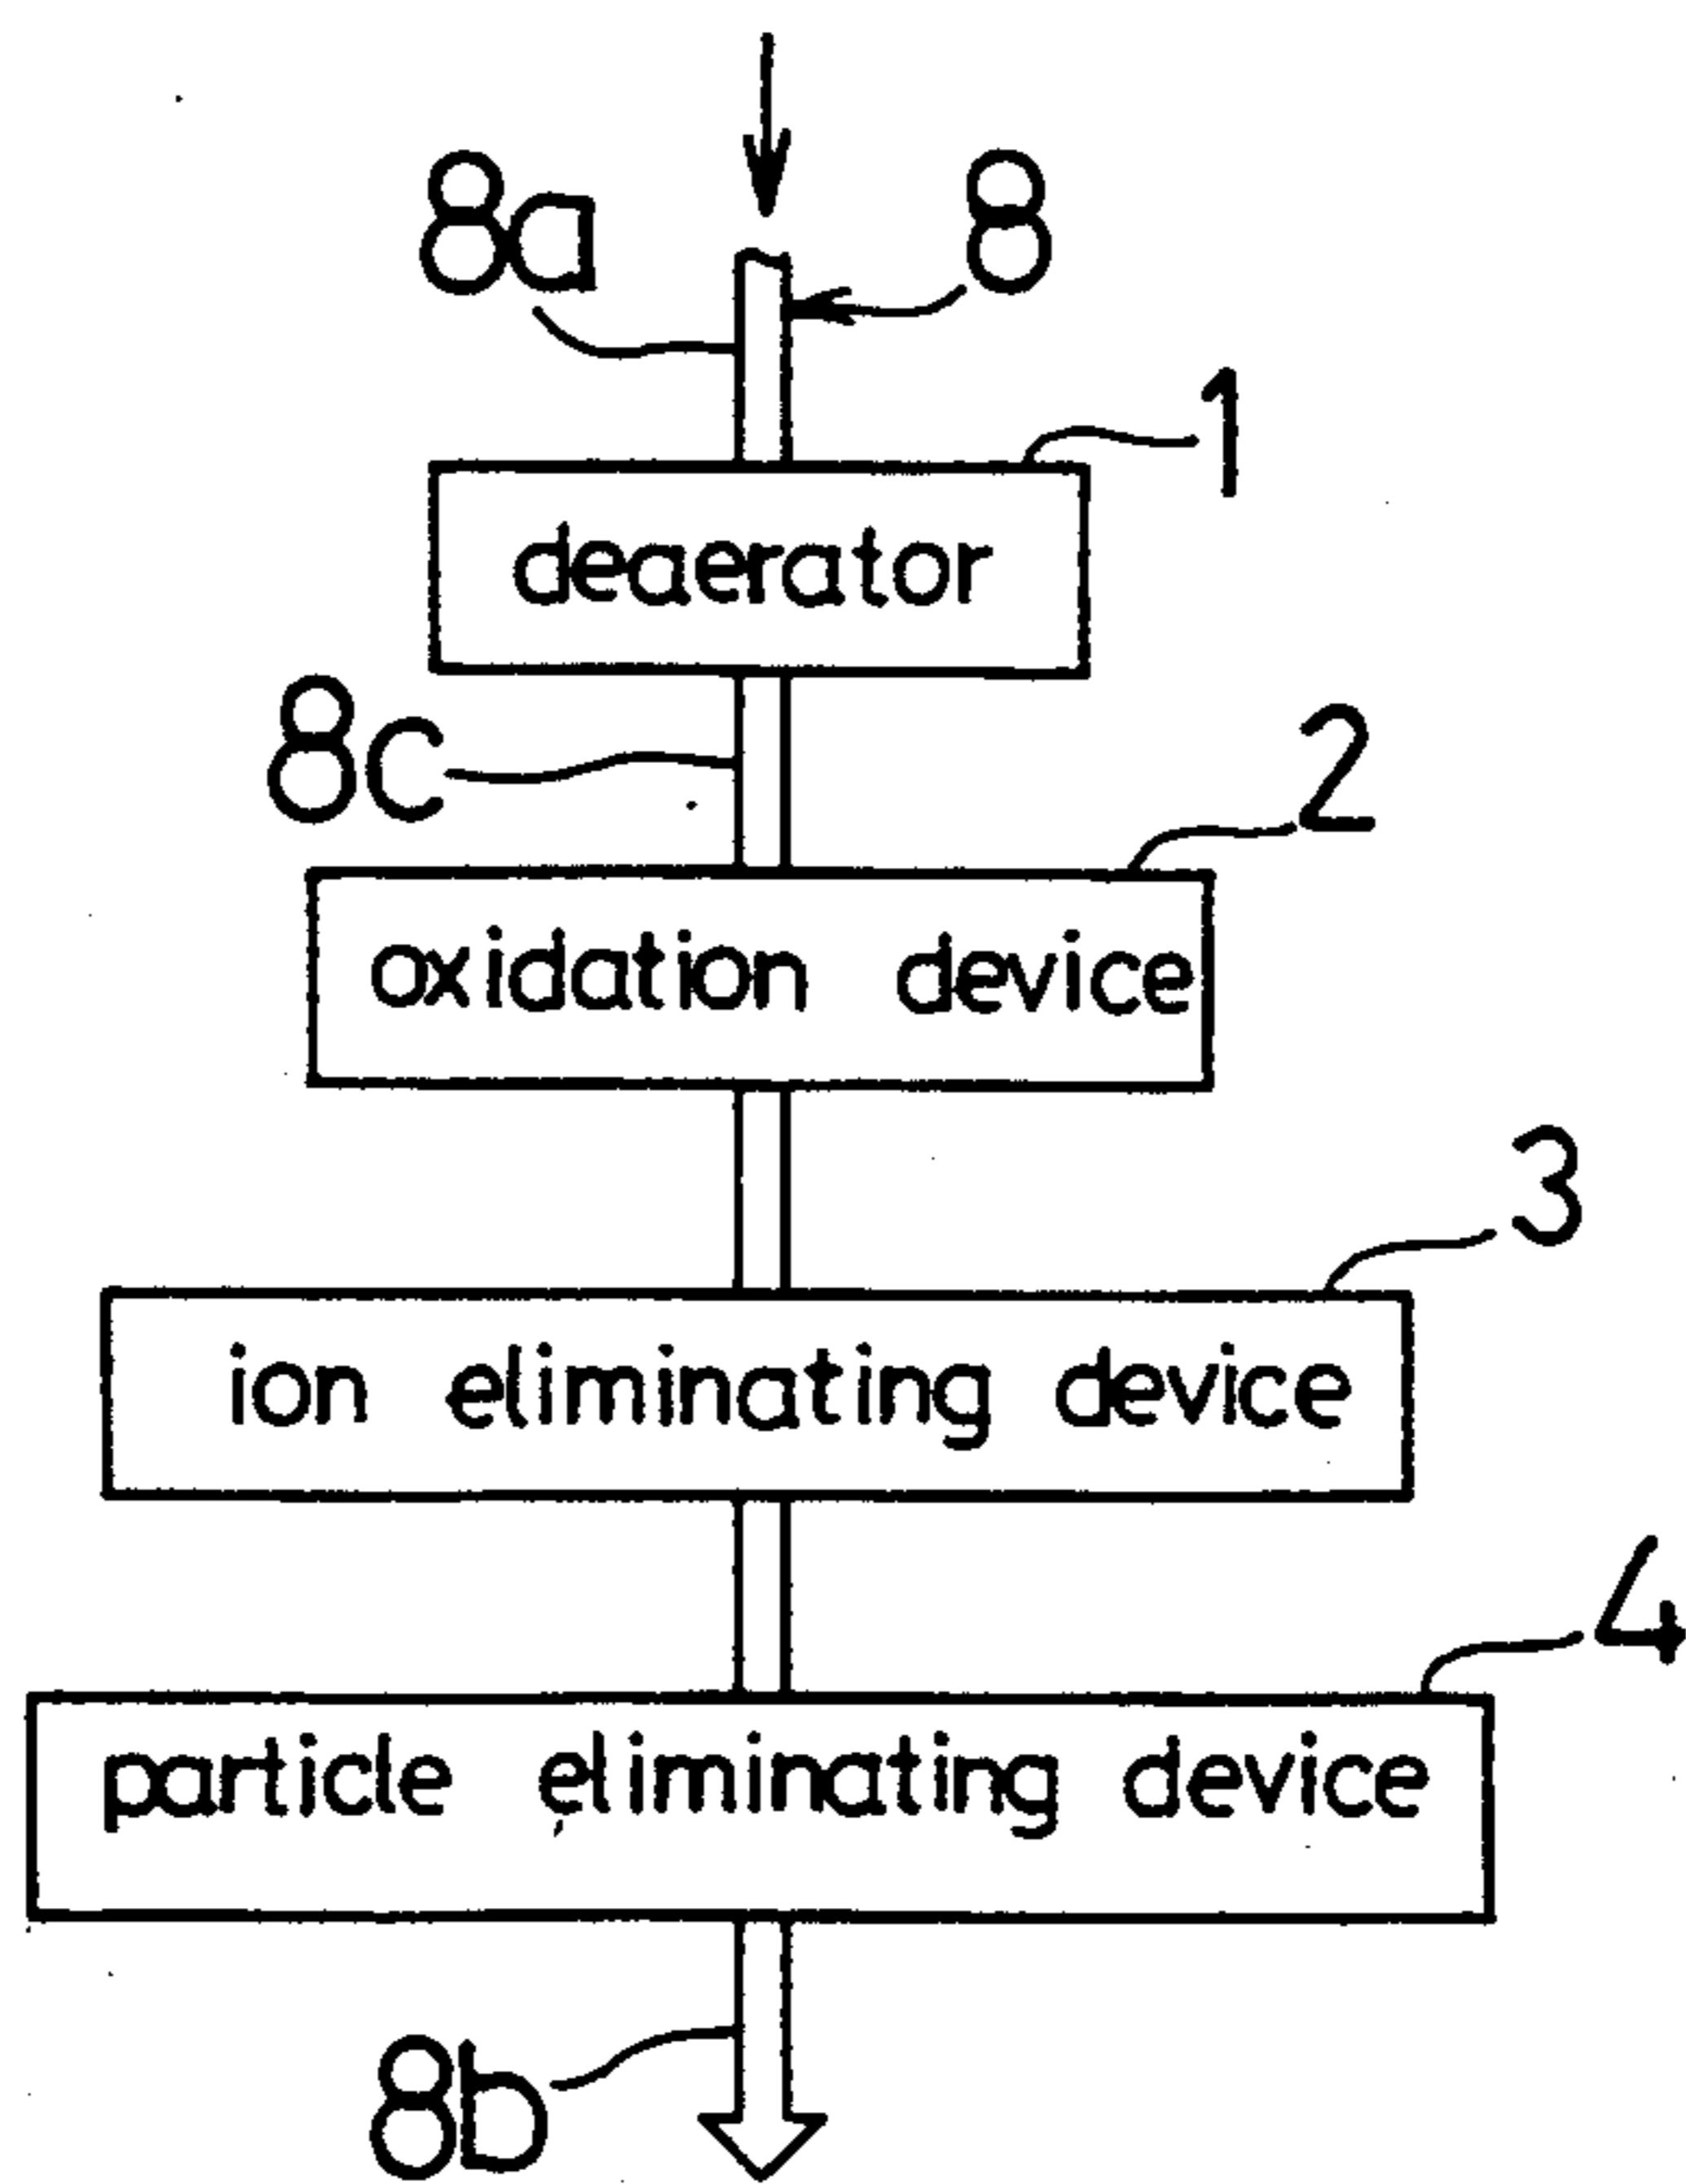 8a
8
1
deaerator
8c
2
oxidation device
3
ion eliminating device
4
particle eliminating device
8b